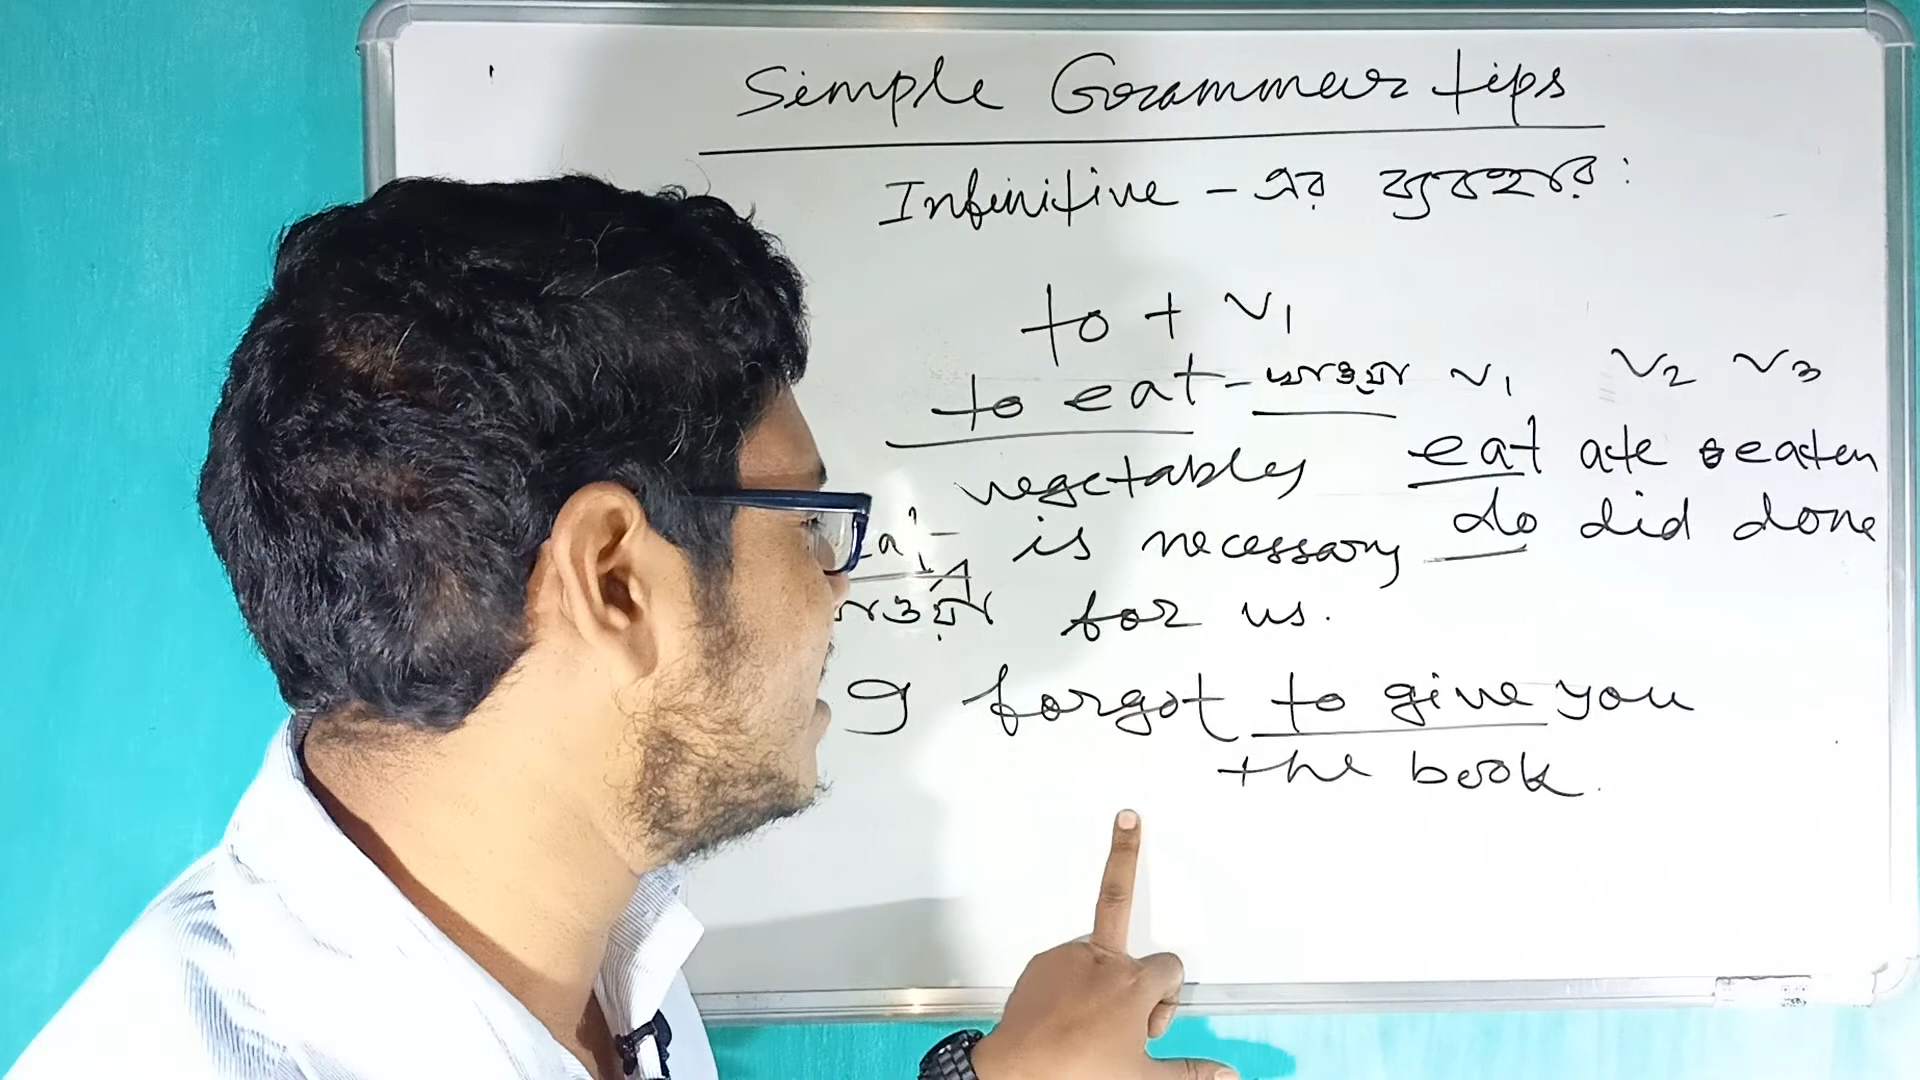 Simple Grammar tips
Infinitive - এর ব্যবহার :
to + V1
to eat - খাওয়া V1 V2 V3
eat ate eaten
vegetables
is necessary do did done
for us.
I forgot to give you
the book.